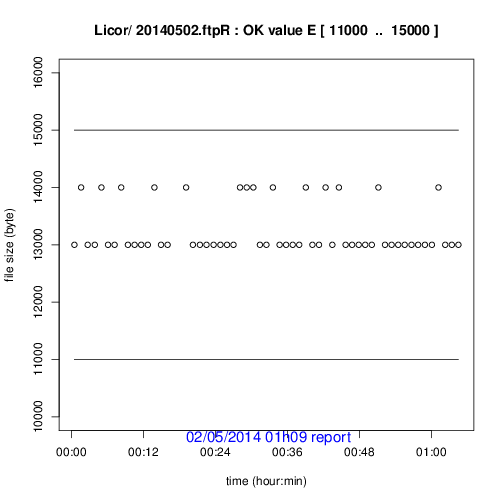 Licor/ 20140502.ftpR : OK value E [ 11000 .. 15000 ]
file size (byte)
16000
15000
14000
13000
12000
11000
10000
02/05/2014 01h09 report
00:00 00:12 00:24 00:36 00:48 01:00
time (hour:min)